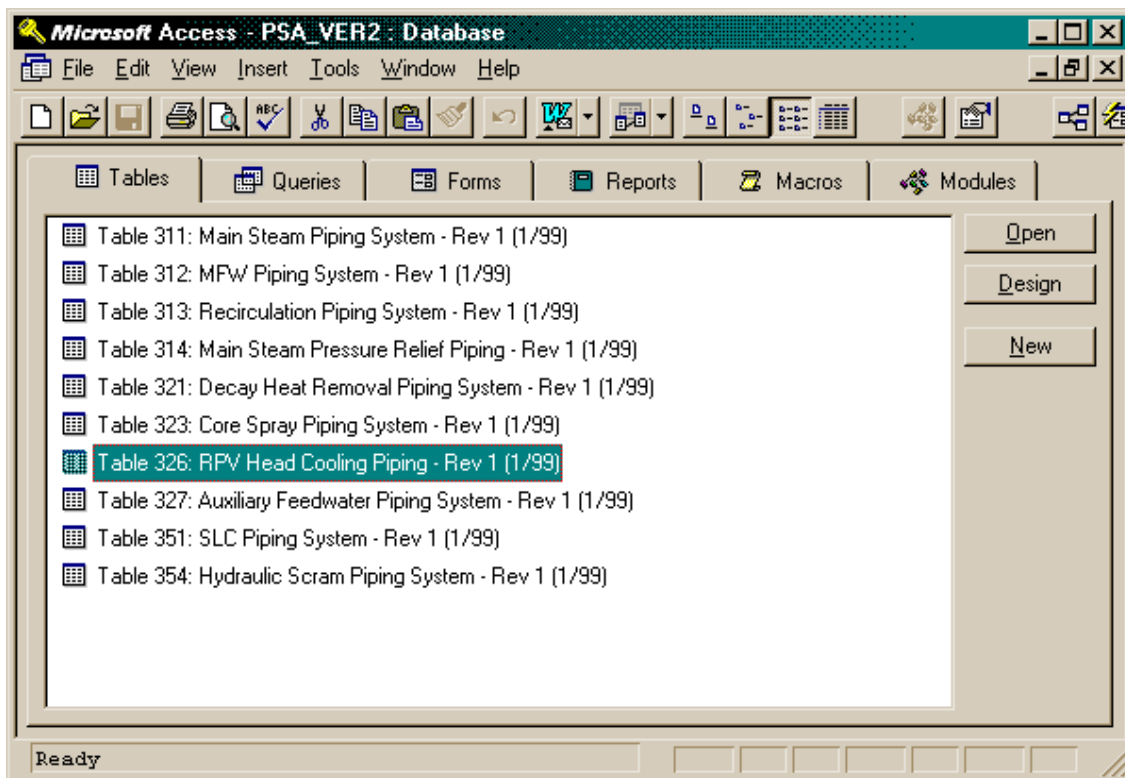 Microsoft Access - PSA_VER2 : Database
File Edit View Insert Tools Window Help
ABC
Tables Queries Forms Reports Macros Modules
Table 311: Main Steam Piping System - Rev 1 (1/99)
Table 312: MFW Piping System - Rev 1 (1/99)
Table 313: Recirculation Piping System - Rev 1 (1/99)
Table 314: Main Steam Pressure Relief Piping - Rev 1 (1/99)
Table 321: Decay Heat Removal Piping System - Rev 1 (1/99)
Table 323: Core Spray Piping System - Rev 1 (1/99)
Table 326: RPV Head Cooling Piping - Rev 1 (1/99)
Table 327: Auxiliary Feedwater Piping System - Rev 1 (1/99)
Table 351: SLC Piping System - Rev 1 (1/99)
Table 354: Hydraulic Scram Piping System - Rev 1 (1/99)
Open
Design
New
Ready